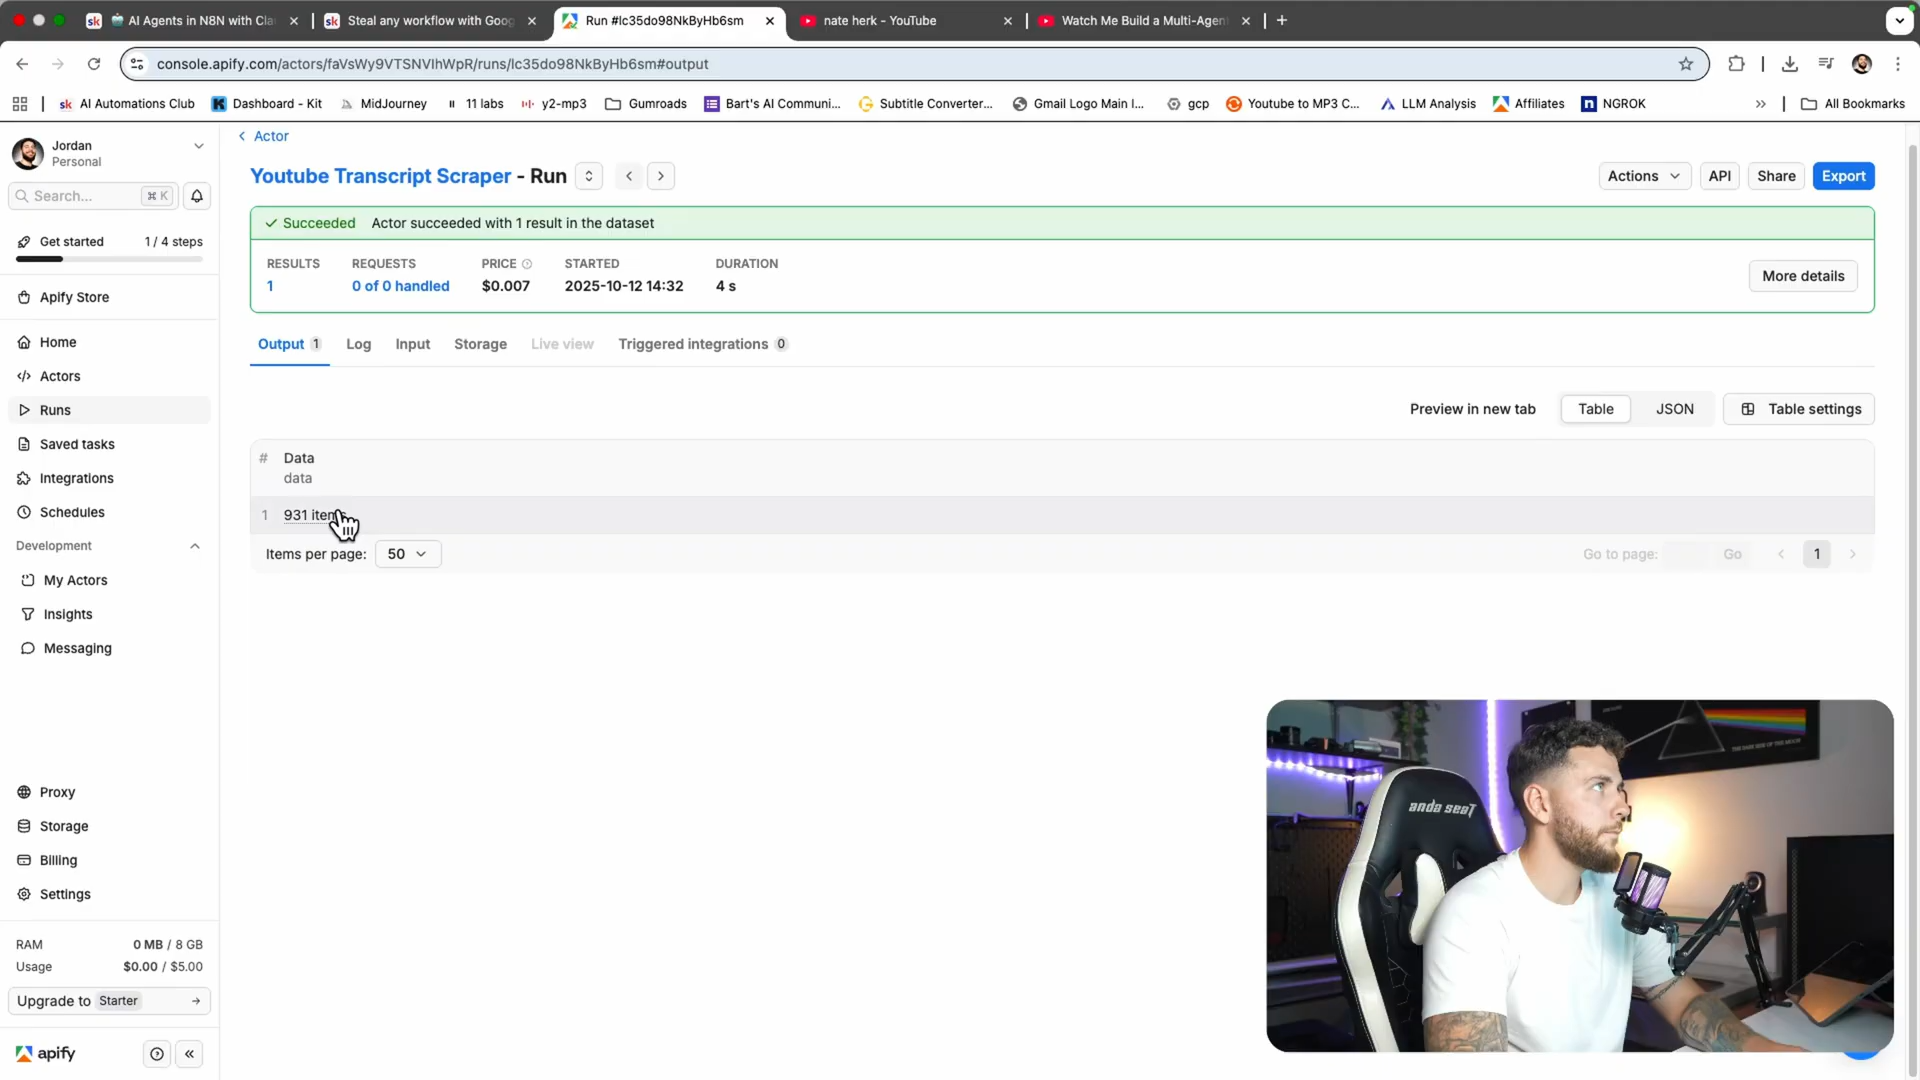 AI Agents in N8N with Cla
Steal any workflow with Goog
Run #lc35do98NkByHb6sm
nate herk - YouTube
Watch Me Build a Multi-Agen
console.apify.com/actors/faVsWy9VTSNVIhWpR/runs/lc35do98NkByHb6sm#output
AI Automations Club
Dashboard - Kit
MidJourney
11 labs
y2-mp3
Gumroads
Bart's AI Communi...
Subtitle Converter...
Gmail Logo Main I...
gcp
Youtube to MP3 C...
LLM Analysis
Affiliates
NGROK
All Bookmarks
Jordan
Personal
Search...
⌘ K
Get started
1 / 4 steps
Apify Store
Home
Actors
Runs
Saved tasks
Integrations
Schedules
Development
My Actors
Insights
Messaging
Proxy
Storage
Billing
Settings
RAM 0 MB / 8 GB
Usage $0.00 / $5.00
Upgrade to Starter
apify
Actor
Youtube Transcript Scraper - Run
Actions
API
Share
Export
Succeeded Actor succeeded with 1 result in the dataset
RESULTS REQUESTS PRICE STARTED DURATION
1 0 of 0 handled $0.007 2025-10-12 14:32 4 s
More details
Output 1 Log Input Storage Live view Triggered integrations 0
Preview in new tab Table JSON Table settings
# Data
data
1 931 items
Items per page: 50
Go to page: Go 1
anda seaT
THE DARK SIDE OF THE MOON